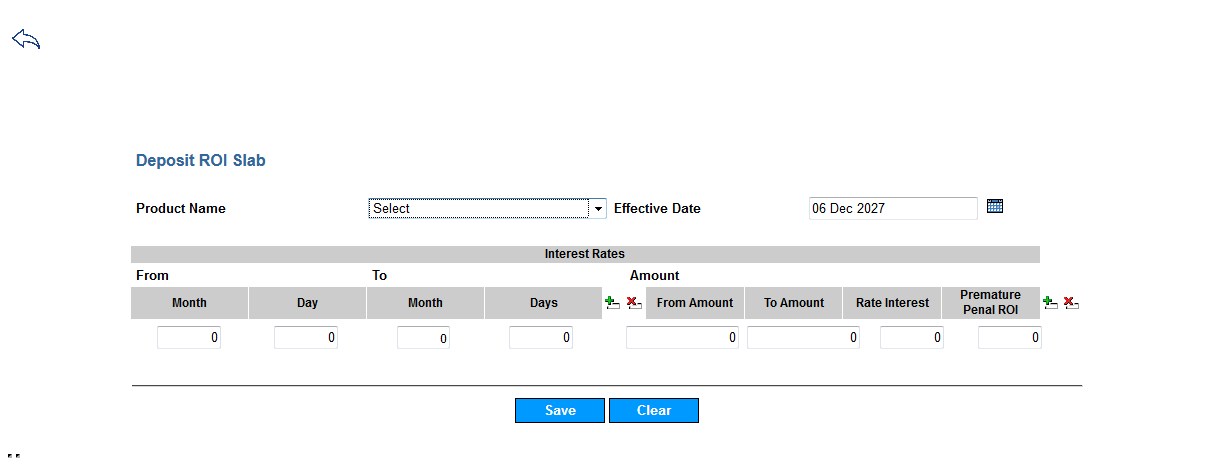 Deposit ROI Slab
Product Name Select Effective Date 06 Dec 2027
Interest Rates
From To Amount
Month Day Month Days From Amount To Amount Rate Interest Premature Penal ROI
0 0 0 0 0 0 0 0
Save Clear